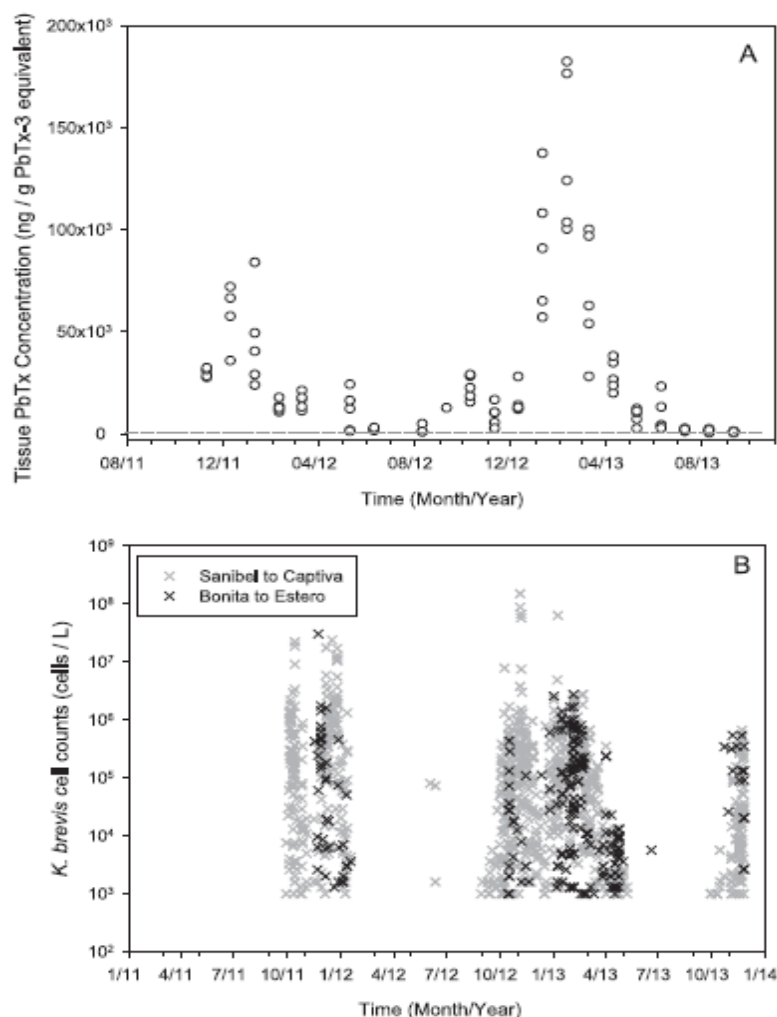 A
200x10³
150x10³
100x10³
50x10³
0
Tissue PbTx Concentration (ng / g PbTx-3 equivalent)
08/11 12/11 04/12 08/12 12/12 04/13 08/13
Time (Month/Year)
B
Sanibel to Captiva
Bonita to Estero
10⁹
10⁸
10⁷
10⁶
10⁵
10⁴
10³
10²
K. brevis cell counts (cells / L)
1/11 4/11 7/11 10/11 1/12 4/12 7/12 10/12 1/13 4/13 7/13 10/13 1/14
Time (Month/Year)